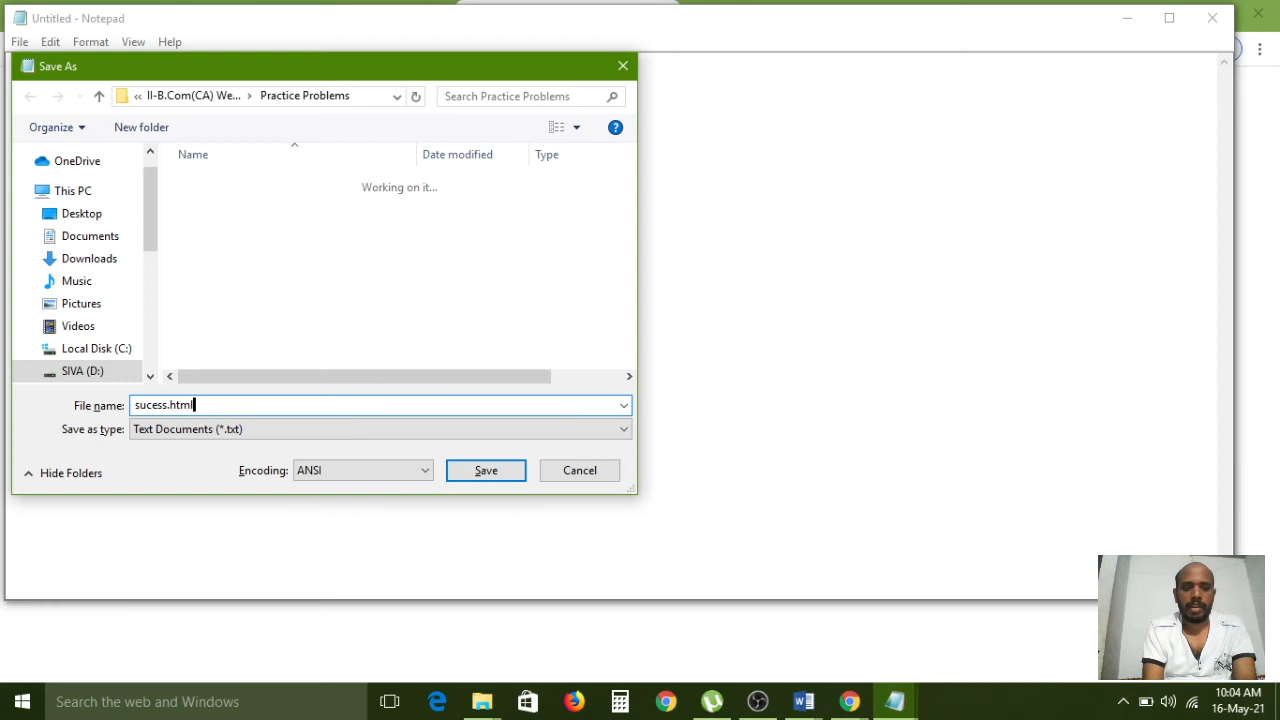 Untitled - Notepad
File Edit Format View Help
Save As
« II-B.Com(CA) We... › Practice Problems
Search Practice Problems
Organize
New folder
Name
Date modified
Type
Working on it...
OneDrive
This PC
Desktop
Documents
Downloads
Music
Pictures
Videos
Local Disk (C:)
SIVA (D:)
File name: sucess.html
Save as type: Text Documents (*.txt)
Hide Folders
Encoding: ANSI
Save
Cancel
Search the web and Windows
10:04 AM
16-May-21